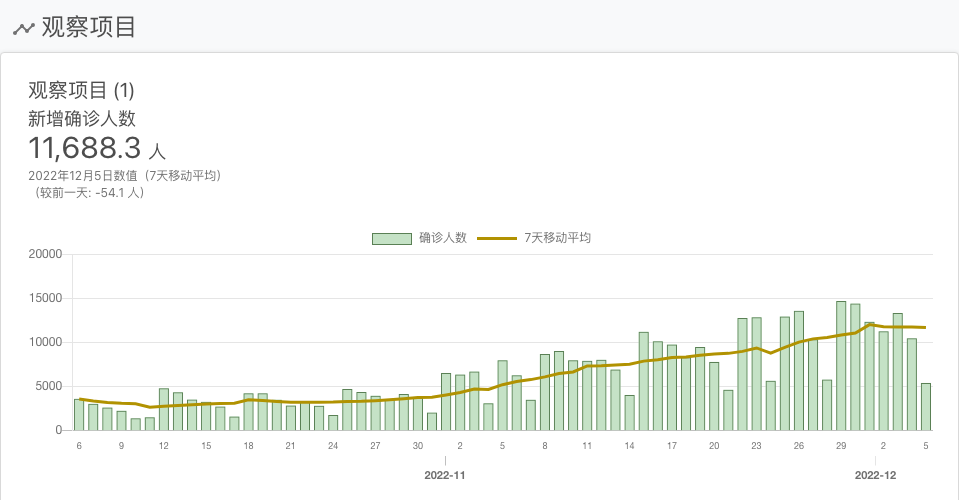 观察项目
观察项目 (1)
新增确诊人数
11,688.3 人
2022年12月5日数值（7天移动平均）
（较前一天: -54.1 人）
确诊人数 7天移动平均
20000
15000
10000
5000
0
6 9 12 15 18 21 24 27 30 2 5 8 11 14 17 20 23 26 29 2 5
2022-11 2022-12